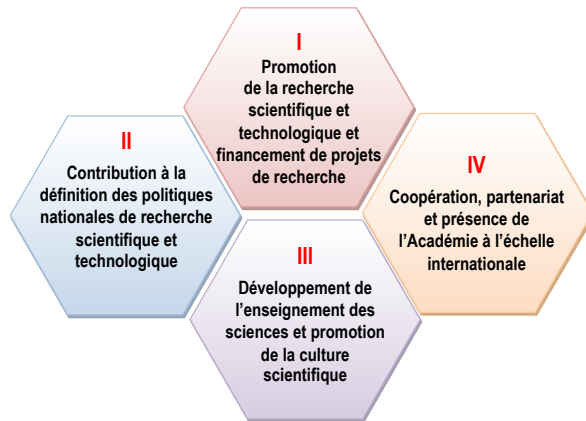 I
Promotion
de la recherche
scientifique et
technologique et
financement de projets
de recherche
II
Contribution à la
définition des politiques
nationales de recherche
scientifique et
technologique
III
Développement de
l'enseignement des
sciences et promotion
de la culture
scientifique
IV
Coopération, partenariat
et présence de
l'Académie à l'échelle
internationale